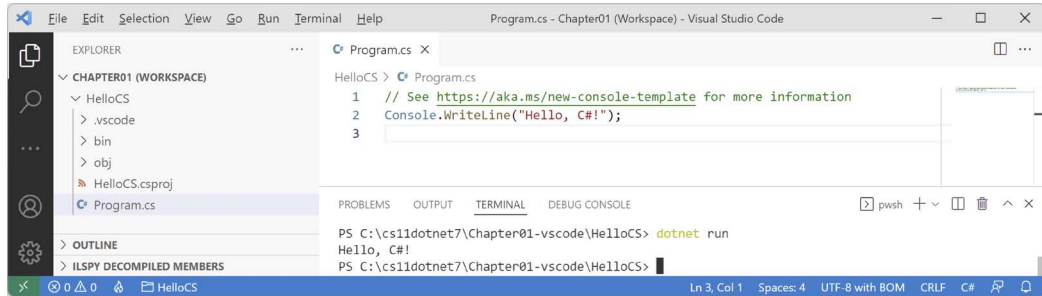 File Edit Selection View Go Run Terminal Help Program.cs - Chapter01 (Workspace) - Visual Studio Code
EXPLORER
CHAPTER01 (WORKSPACE)
HelloCS
.vscode
bin
obj
HelloCS.csproj
C# Program.cs
OUTLINE
ILSPY DECOMPILED MEMBERS
C# Program.cs
HelloCS > C# Program.cs
1 // See https://aka.ms/new-console-template for more information
2 Console.WriteLine("Hello, C#!");
3
PROBLEMS OUTPUT TERMINAL DEBUG CONSOLE pwsh
PS C:\cs11dotnet7\Chapter01-vscode\HelloCS> dotnet run
Hello, C#!
PS C:\cs11dotnet7\Chapter01-vscode\HelloCS>
0 0 HelloCS Ln 3, Col 1 Spaces: 4 UTF-8 with BOM CRLF C#